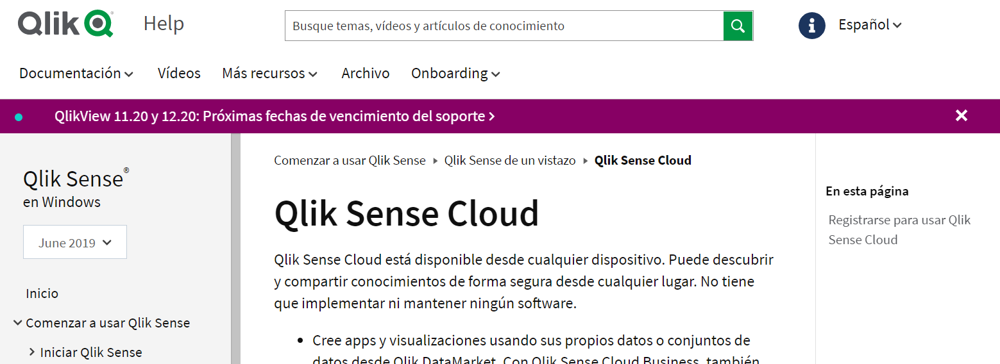 Qlik Help
Busque temas, vídeos y artículos de conocimiento
Español
Documentación Vídeos Más recursos Archivo Onboarding
QlikView 11.20 y 12.20: Próximas fechas de vencimiento del soporte
Qlik Sense®
en Windows
June 2019
Inicio
Comenzar a usar Qlik Sense
Iniciar Qlik Sense
Comenzar a usar Qlik Sense Qlik Sense de un vistazo Qlik Sense Cloud
Qlik Sense Cloud
Qlik Sense Cloud está disponible desde cualquier dispositivo. Puede descubrir
y compartir conocimientos de forma segura desde cualquier lugar. No tiene
que implementar ni mantener ningún software.
• Cree apps y visualizaciones usando sus propios datos o conjuntos de
datos desde Qlik DataMarket. Con Qlik Sense Cloud Business, también
En esta página
Registrarse para usar Qlik
Sense Cloud